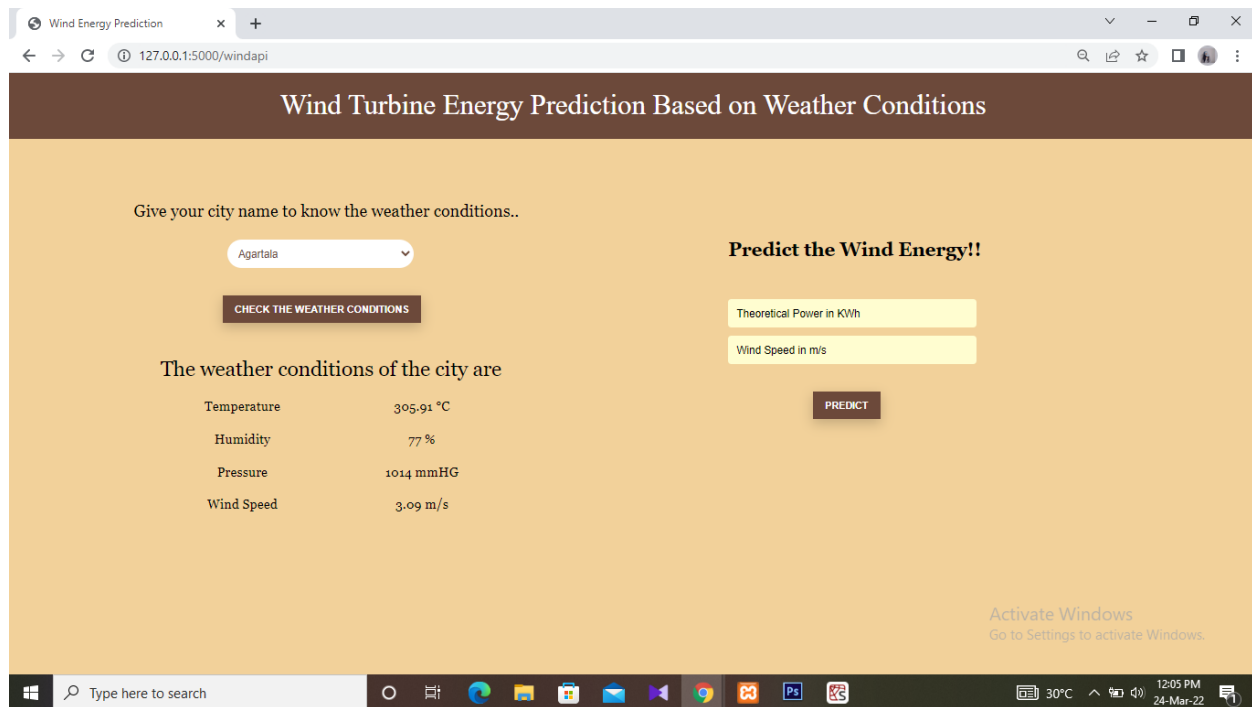 Wind Energy Prediction
127.0.0.1:5000/windapi
Wind Turbine Energy Prediction Based on Weather Conditions
Give your city name to know the weather conditions..
Agartala
CHECK THE WEATHER CONDITIONS
The weather conditions of the city are
Temperature 305.91 °C
Humidity 77 %
Pressure 1014 mmHG
Wind Speed 3.09 m/s
Predict the Wind Energy!!
Theoretical Power in KWh
Wind Speed in m/s
PREDICT
Activate Windows
Go to Settings to activate Windows.
Type here to search
Ps
30°C
12:05 PM
24-Mar-22
1